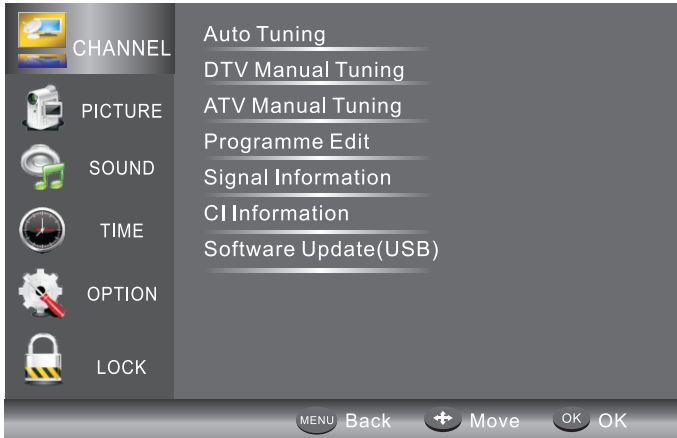 CHANNEL
PICTURE
SOUND
TIME
OPTION
LOCK
Auto Tuning
DTV Manual Tuning
ATV Manual Tuning
Programme Edit
Signal Information
CI Information
Software Update(USB)
MENU Back Move OK OK